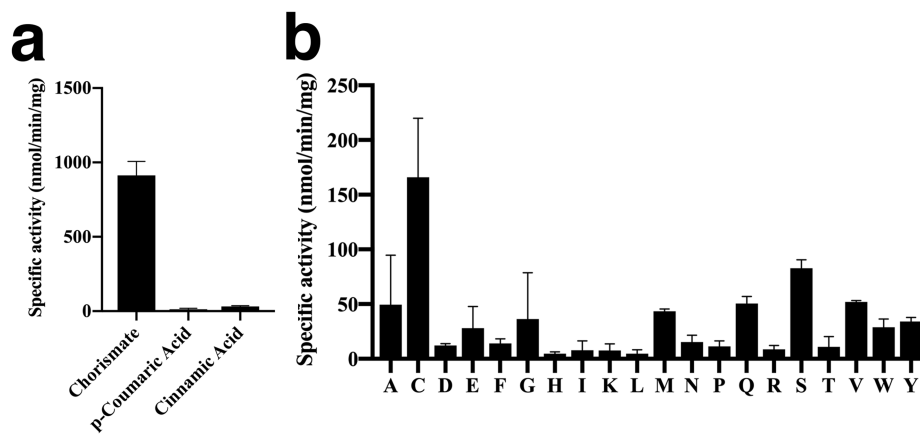 a
b
Specific activity (nmol/min/mg)
1500
1000
500
0
Chorismate
p-Coumaric Acid
Cinnamic Acid
Specific activity (nmol/min/mg)
250
200
150
100
50
0
A C D E F G H I K L M N P Q R S T V W Y